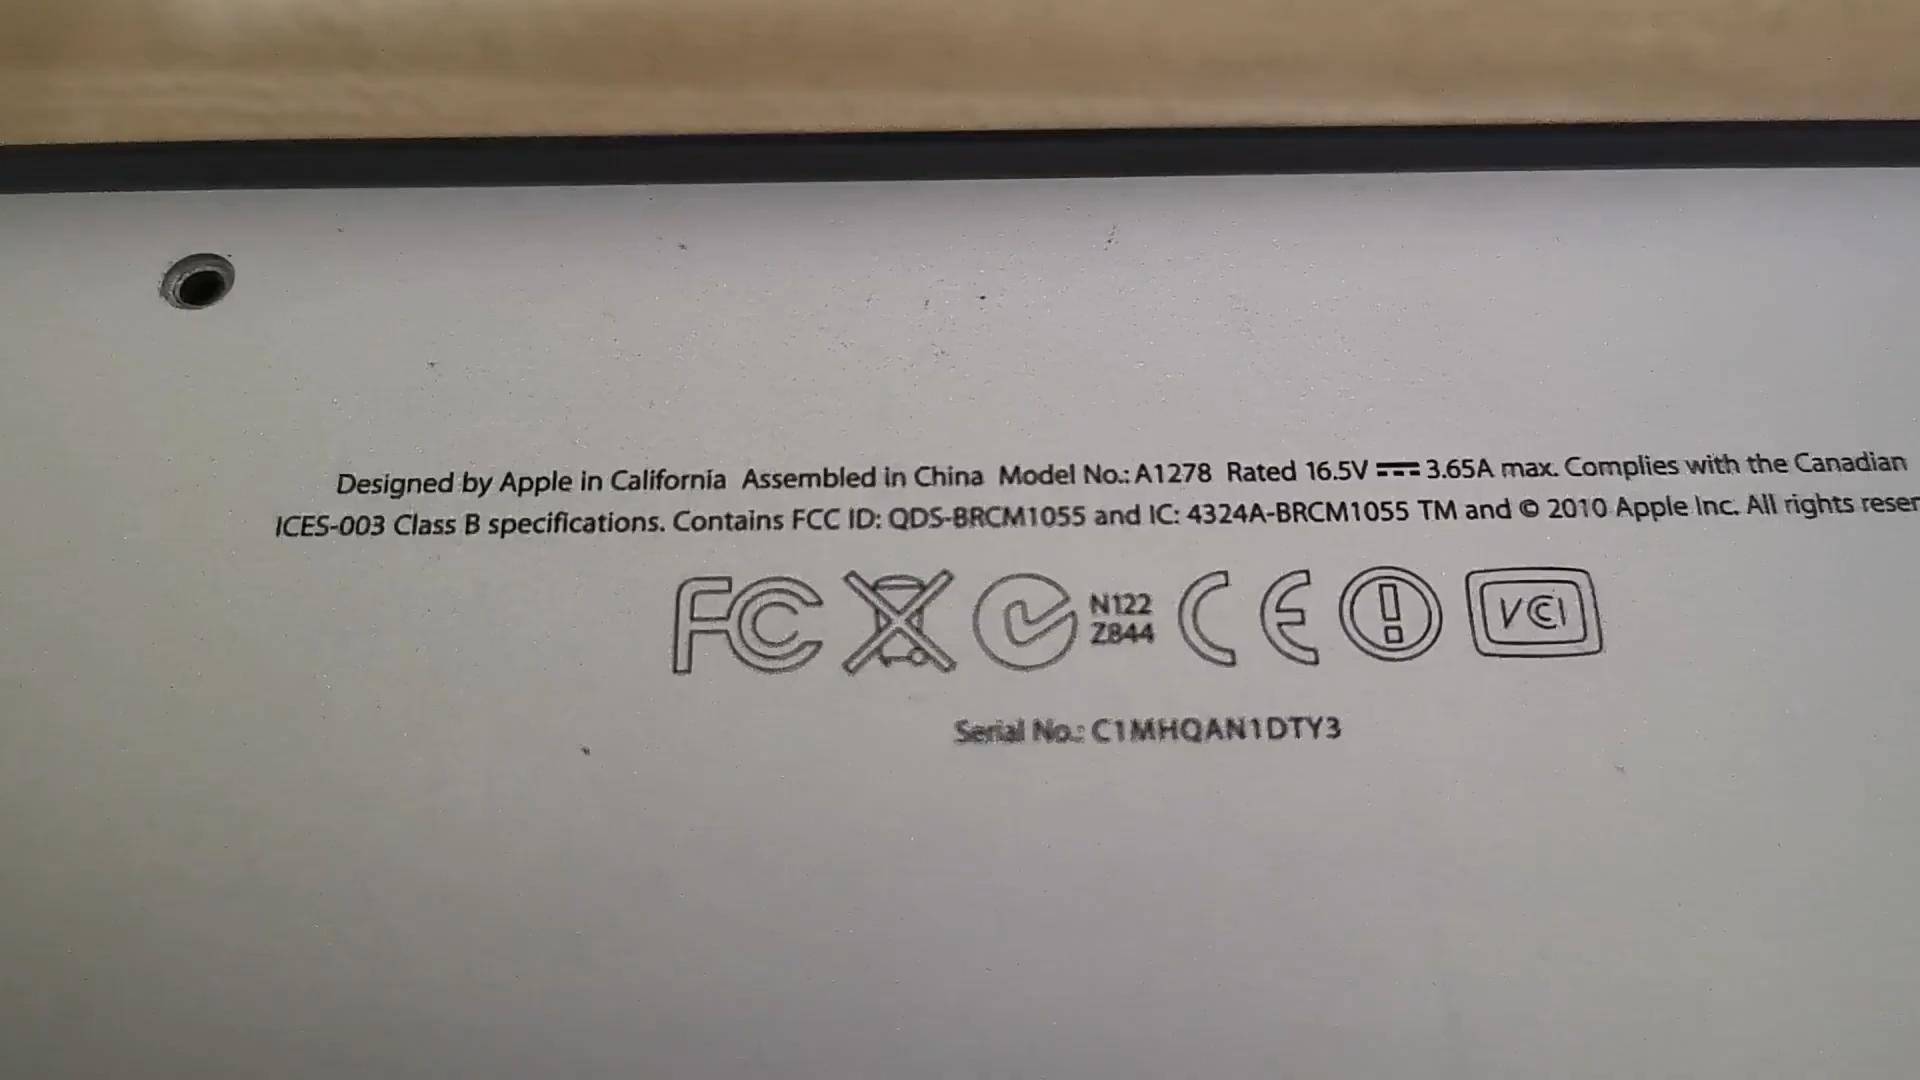 Designed by Apple in California Assembled in China Model No.: A1278 Rated 16.5V ⎓ 3.65A max. Complies with the Canadian
ICES-003 Class B specifications. Contains FCC ID: QDS-BRCM1055 and IC: 4324A-BRCM1055 TM and © 2010 Apple Inc. All rights reser
FC N122 CE VCI
Z844
Serial No.: C1MHQAN1DTY3